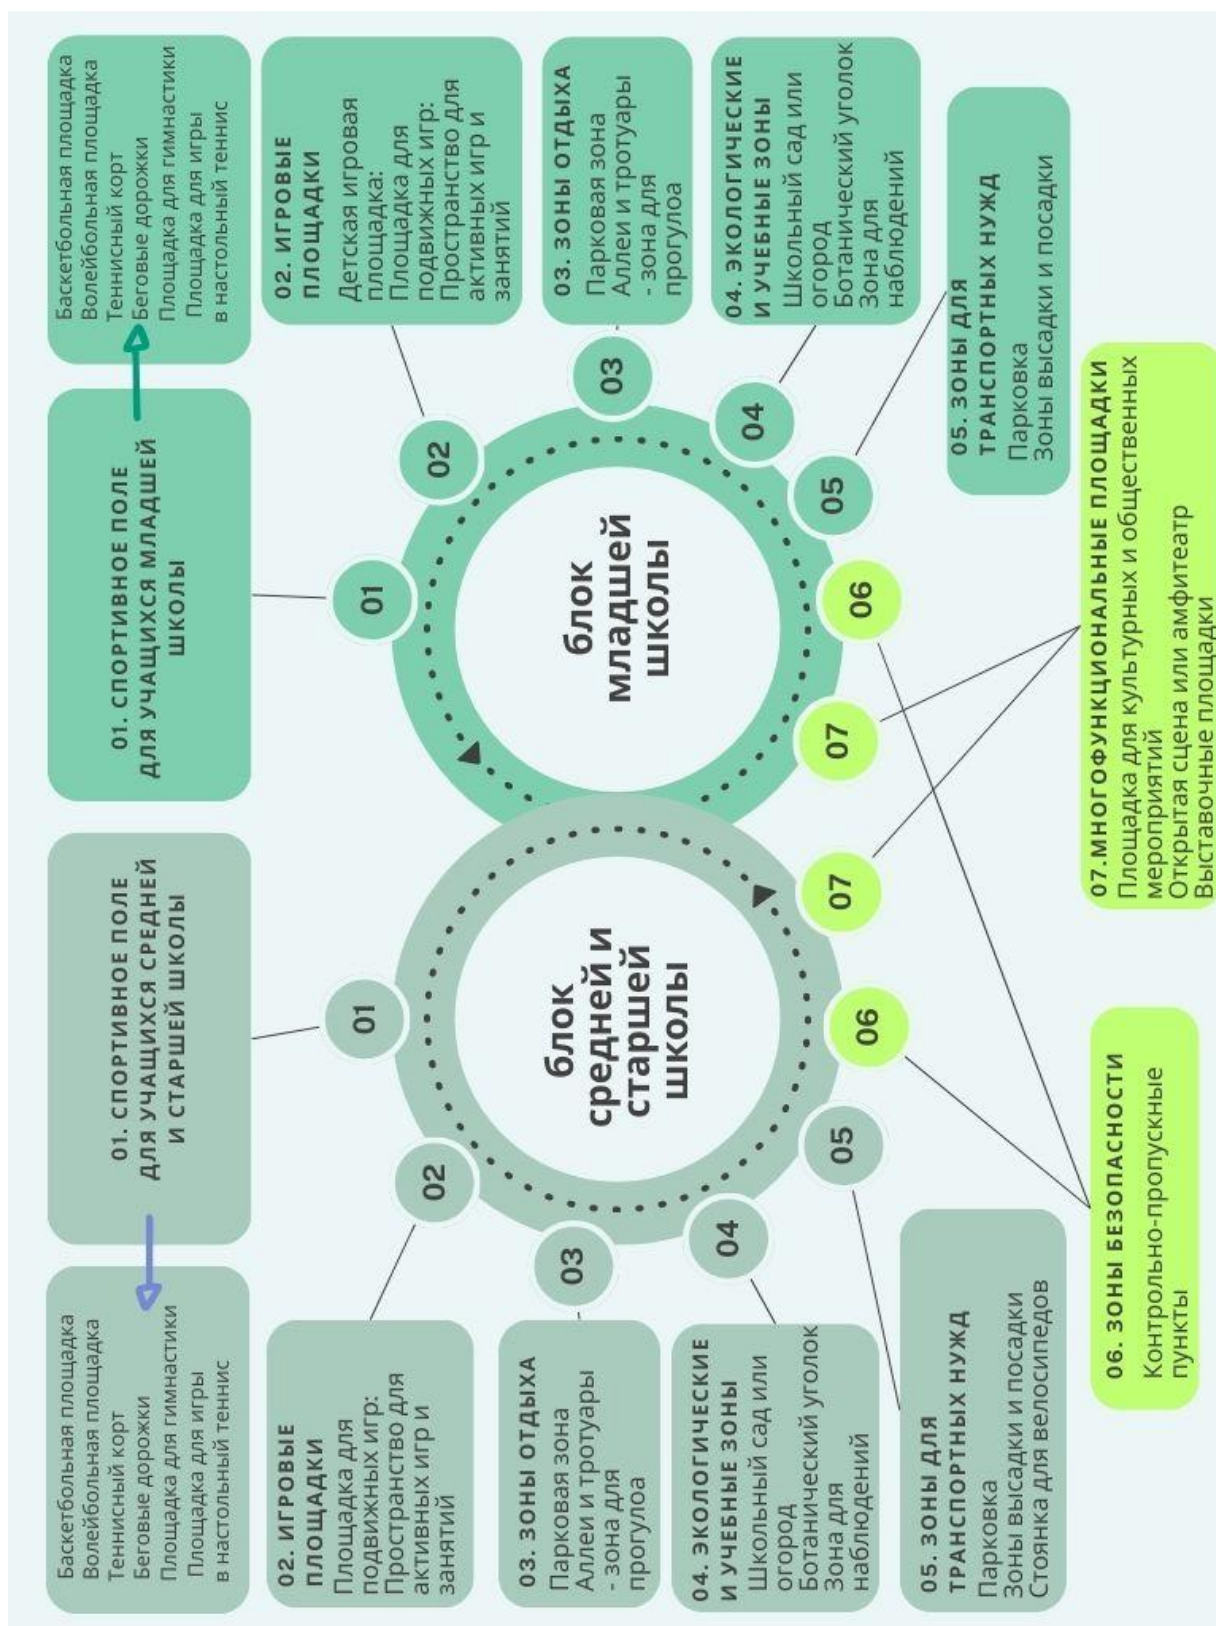 Баскетбольная площадка
Волейбольная площадка
Теннисный корт
Беговые дорожки
Площадка для гимнастики
Площадка для игры
в настольный теннис
01. СПОРТИВНОЕ ПОЛЕ
ДЛЯ УЧАЩИХСЯ СРЕДНЕЙ
И СТАРШЕЙ ШКОЛЫ
01. СПОРТИВНОЕ ПОЛЕ
ДЛЯ УЧАЩИХСЯ МЛАДШЕЙ
ШКОЛЫ
Баскетбольная площадка
Волейбольная площадка
Теннисный корт
Беговые дорожки
Площадка для гимнастики
Площадка для игры
в настольный теннис
02. ИГРОВЫЕ
ПЛОЩАДКИ
Площадка для
подвижных игр:
Пространство для
активных игр и
занятий
03. ЗОНЫ ОТДЫХА
Парковая зона
Аллеи и тротуары
- зона для
прогулоа
04. ЭКОЛОГИЧЕСКИЕ
И УЧЕБНЫЕ ЗОНЫ
Школьный сад или
огород
Ботанический уголок
Зона для
наблюдений
05. ЗОНЫ ДЛЯ
ТРАНСПОРТНЫХ НУЖД
Парковка
Зоны высадки и посадки
Стоянка для велосипедов
01
02
03
04
05
06
07
блок
средней и
старшей
школы
01
02
03
04
05
06
07
блок
младшей
школы
02. ИГРОВЫЕ
ПЛОЩАДКИ
Детская игровая
площадка:
Площадка для
подвижных игр:
Пространство для
активных игр и
занятий
03. ЗОНЫ ОТДЫХА
Парковая зона
Аллеи и тротуары
- зона для
прогулоа
04. ЭКОЛОГИЧЕСКИЕ
И УЧЕБНЫЕ ЗОНЫ
Школьный сад или
огород
Ботанический уголок
Зона для
наблюдений
05. ЗОНЫ ДЛЯ
ТРАНСПОРТНЫХ НУЖД
Парковка
Зоны высадки и посадки
06. ЗОНЫ БЕЗОПАСНОСТИ
Контрольно-пропускные
пункты
07.МНОГОФУНКЦИОНАЛЬНЫЕ ПЛОЩАДКИ
Площадка для культурных и общественных
мероприятий
Открытая сцена или амфитеатр
Выставочные площадки